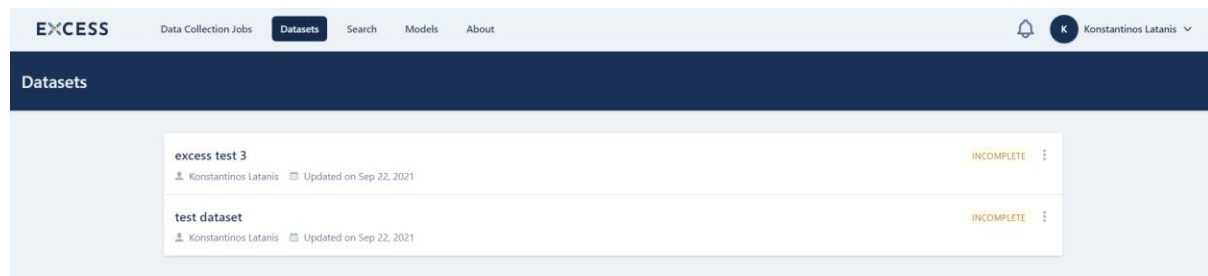 EXCESS Data Collection Jobs Datasets Search Models About K Konstantinos Latanis
Datasets
excess test 3 INCOMPLETE
Konstantinos Latanis Updated on Sep 22, 2021
test dataset INCOMPLETE
Konstantinos Latanis Updated on Sep 22, 2021